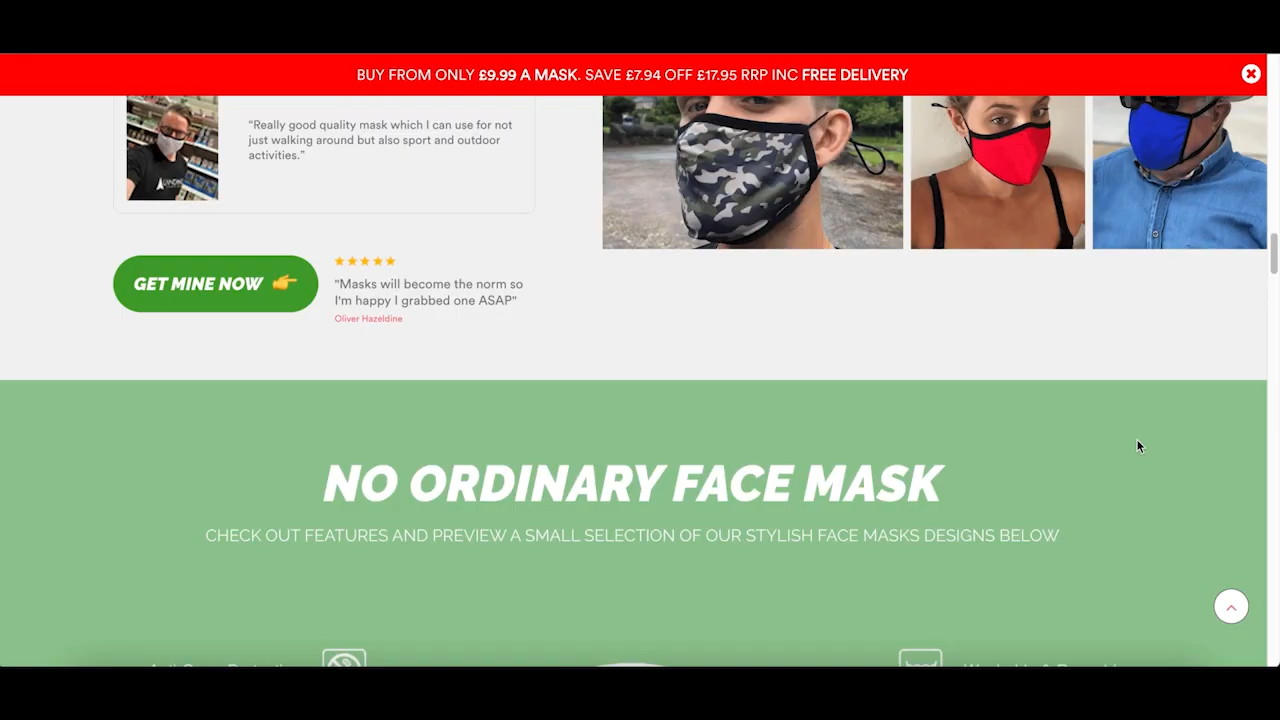 BUY FROM ONLY £9.99 A MASK. SAVE £7.94 OFF £17.95 RRP INC FREE DELIVERY
“Really good quality mask which I can use for not
just walking around but also sport and outdoor
activities.”
GET MINE NOW
"Masks will become the norm so
I'm happy I grabbed one ASAP"
Oliver Hazeldine
NO ORDINARY FACE MASK
CHECK OUT FEATURES AND PREVIEW A SMALL SELECTION OF OUR STYLISH FACE MASKS DESIGNS BELOW